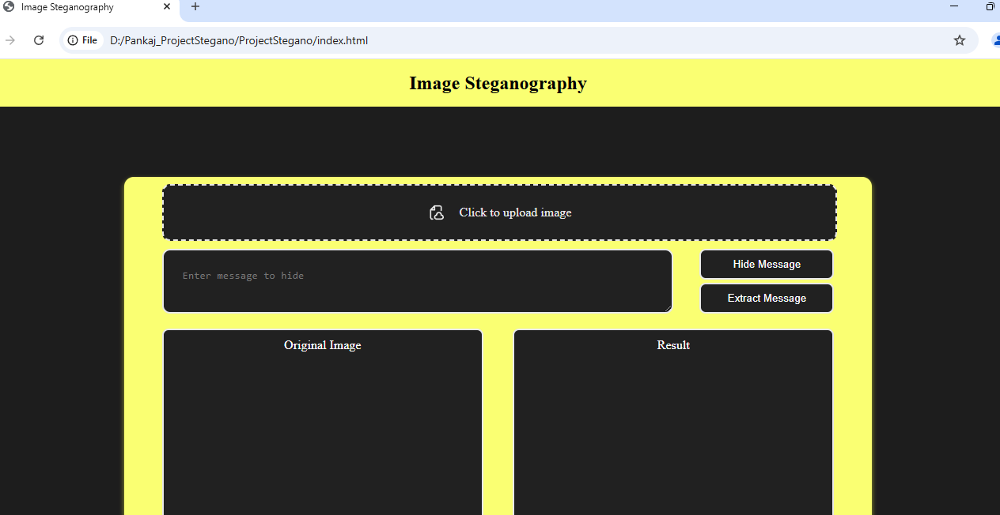 Image Steganography
File D:/Pankaj_ProjectStegano/ProjectStegano/index.html
Image Steganography
Click to upload image
Enter message to hide
Hide Message
Extract Message
Original Image
Result